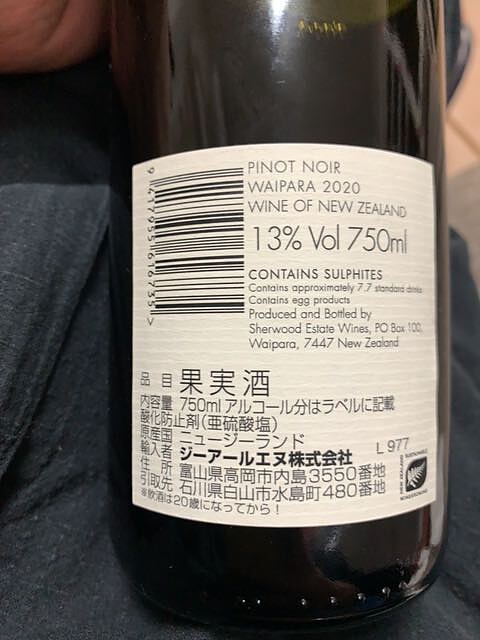 PINOT NOIR
WAIPARA 2020
WINE OF NEW ZEALAND
13% Vol 750ml
CONTAINS SULPHITES
Contains approximately 7.7 standard drinks
Contains egg products
Produced and Bottled by
Sherwood Estate Wines, PO Box 100,
Waipara, 7447 New Zealand
9 417955 616735 >
品 目 果実酒
内容量 750ml アルコール分はラベルに記載
酸化防止剤(亜硫酸塩)
原産国 ニュージーランド
輸入者 ジーアールエヌ株式会社
住 所 富山県高岡市内島3550番地
引取先 石川県白山市水島町480番地
※飲酒は20歳になってから!
L 977
SUSTAINABLE